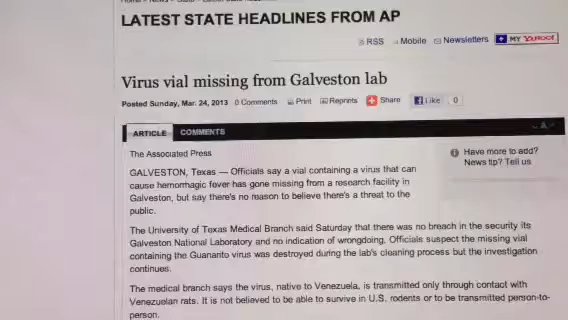 LATEST STATE HEADLINES FROM AP
RSS Mobile Newsletters + MY YAHOO!
Virus vial missing from Galveston lab
Posted Sunday, Mar. 24, 2013 0 Comments Print Reprints Share Like 0
ARTICLE COMMENTS A
The Associated Press
Have more to add?
News tip? Tell us
GALVESTON, Texas — Officials say a vial containing a virus that can
cause hemorrhagic fever has gone missing from a research facility in
Galveston, but say there's no reason to believe there's a threat to the
public.
The University of Texas Medical Branch said Saturday that there was no breach in the security its
Galveston National Laboratory and no indication of wrongdoing. Officials suspect the missing vial
containing the Guanarito virus was destroyed during the lab's cleaning process but the investigation
continues.
The medical branch says the virus, native to Venezuela, is transmitted only through contact with
Venezuelan rats. It is not believed to be able to survive in U.S. rodents or to be transmitted person-to-
person.